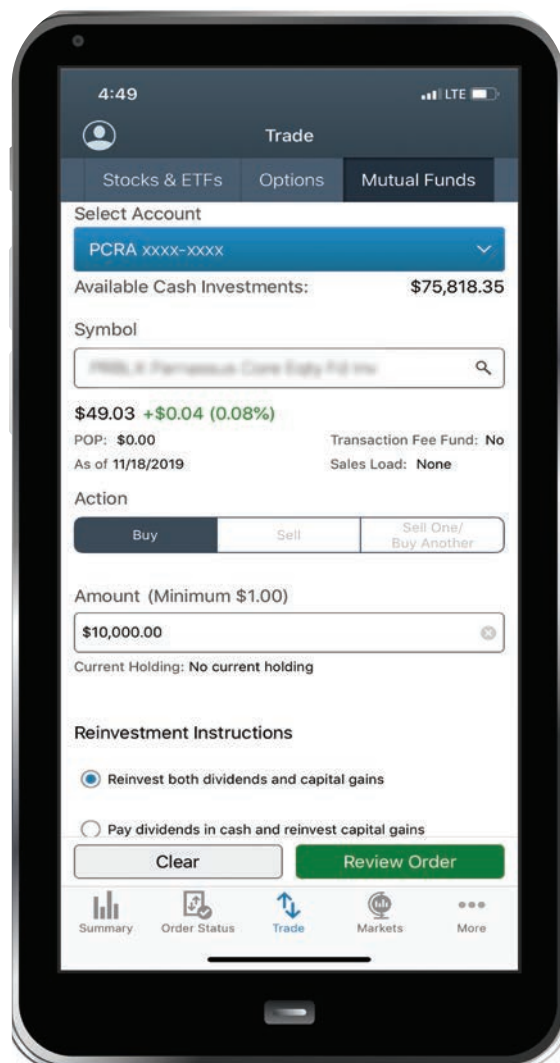 4:49 LTE
Trade
Stocks & ETFs Options Mutual Funds
Select Account
PCRA xxxx-xxxx
Available Cash Investments: $75,818.35
Symbol
$49.03 +$0.04 (0.08%)
POP: $0.00 Transaction Fee Fund: No
As of 11/18/2019 Sales Load: None
Action
Buy Sell Sell One/
Buy Another
Amount (Minimum $1.00)
$10,000.00
Current Holding: No current holding
Reinvestment Instructions
Reinvest both dividends and capital gains
Pay dividends in cash and reinvest capital gains
Clear Review Order
Summary Order Status Trade Markets More